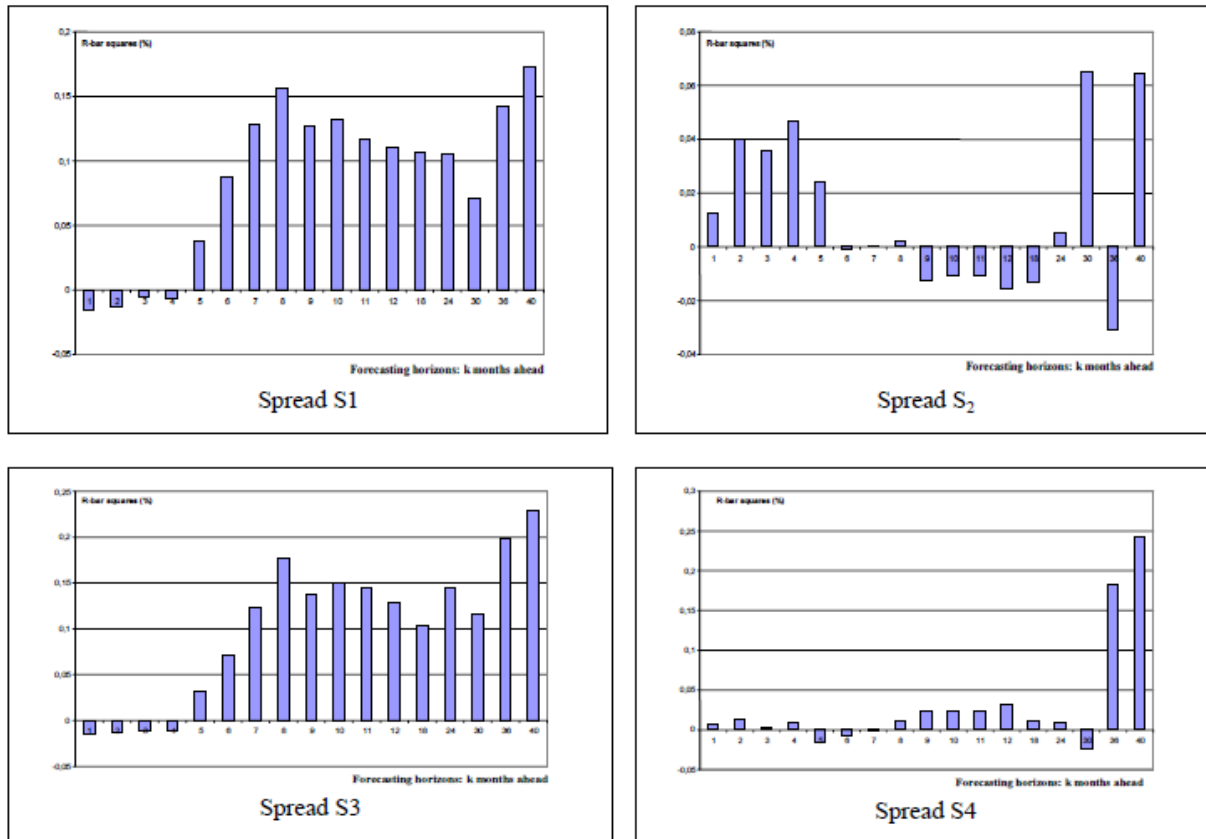 R-bar squares (%)
0,2
0,15
0,1
0,05
0
-0,05
1 2 3 4 5 6 7 8 9 10 11 12 18 24 30 36 40
Forecasting horizons: k months ahead
Spread S1
R-bar squares (%)
0,08
0,06
0,04
0,02
0
-0,02
-0,04
1 2 3 4 5 6 7 8 9 10 11 12 18 24 30 36 40
Forecasting horizons: k months ahead
Spread S₂
R-bar squares (%)
0,25
0,2
0,15
0,1
0,05
0
-0,05
1 2 3 4 5 6 7 8 9 10 11 12 18 24 30 36 40
Forecasting horizons: k months ahead
Spread S3
R-bar squares (%)
0,3
0,25
0,2
0,15
0,1
0,05
0
-0,05
1 2 3 4 5 6 7 8 9 10 11 12 18 24 30 36 40
Forecasting horizons: k months ahead
Spread S4